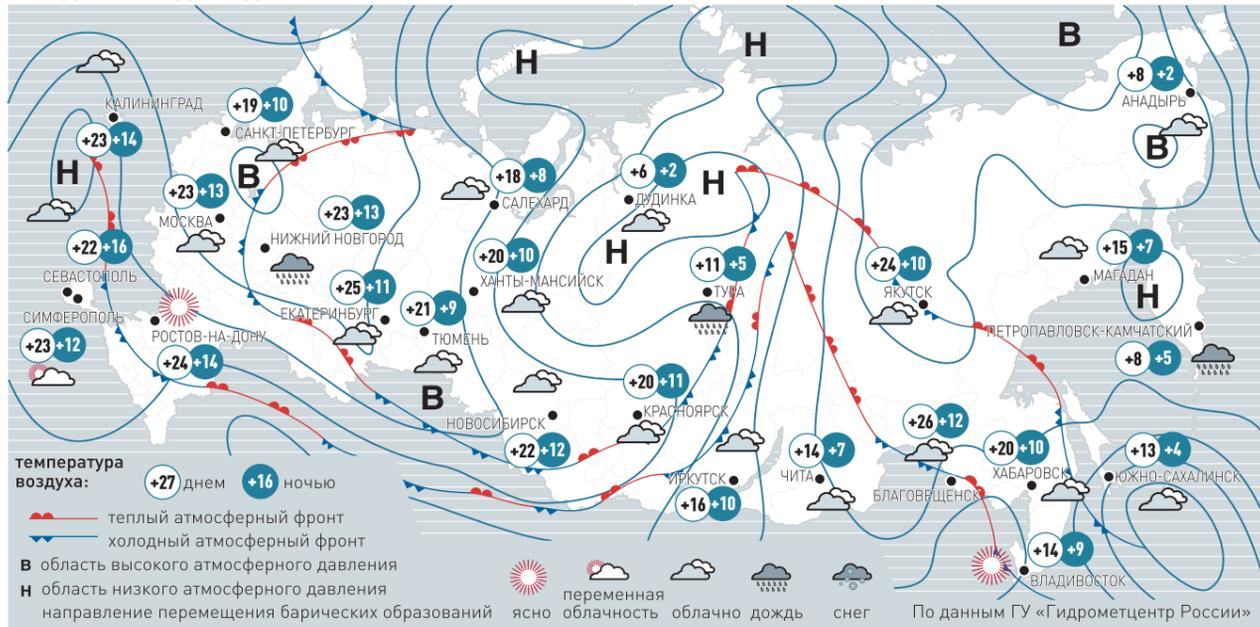 Н
Н
В
+8 +2
АНАДЫРЬ
В
КАЛИНИНГРАД
+23 +14
Н
+19 +10
САНКТ-ПЕТЕРБУРГ
В
+23 +13
МОСКВА
+23 +13
НИЖНИЙ НОВГОРОД
+18 +8
САЛЕХАРД
+6 +2
ДУДИНКА
Н
Н
+22 +16
СЕВАСТОПОЛЬ
СИМФЕРОПОЛЬ
+23 +12
РОСТОВ-НА-ДОНУ
+24 +14
+25 +11
ЕКАТЕРИНБУРГ
+21 +9
ТЮМЕНЬ
+20 +10
ХАНТЫ-МАНСИЙСК
+11 +5
ТУРА
+24 +10
ЯКУТСК
+15 +7
МАГАДАН
Н
ПЕТРОПАВЛОВСК-КАМЧАТСКИЙ
+8 +5
В
НОВОСИБИРСК
+22 +12
+20 +11
КРАСНОЯРСК
ИРКУТСК
+16 +10
+14 +7
ЧИТА
+26 +12
БЛАГОВЕЩЕНСК
+20 +10
ХАБАРОВСК
+13 +4
ЮЖНО-САХАЛИНСК
+14 +9
ВЛАДИВОСТОК
температура
воздуха:
+27 днем +16 ночью
теплый атмосферный фронт
холодный атмосферный фронт
В область высокого атмосферного давления
Н область низкого атмосферного давления
направление перемещения барических образований
ясно
переменная
облачность
облачно
дождь
снег
По данным ГУ «Гидрометцентр России»